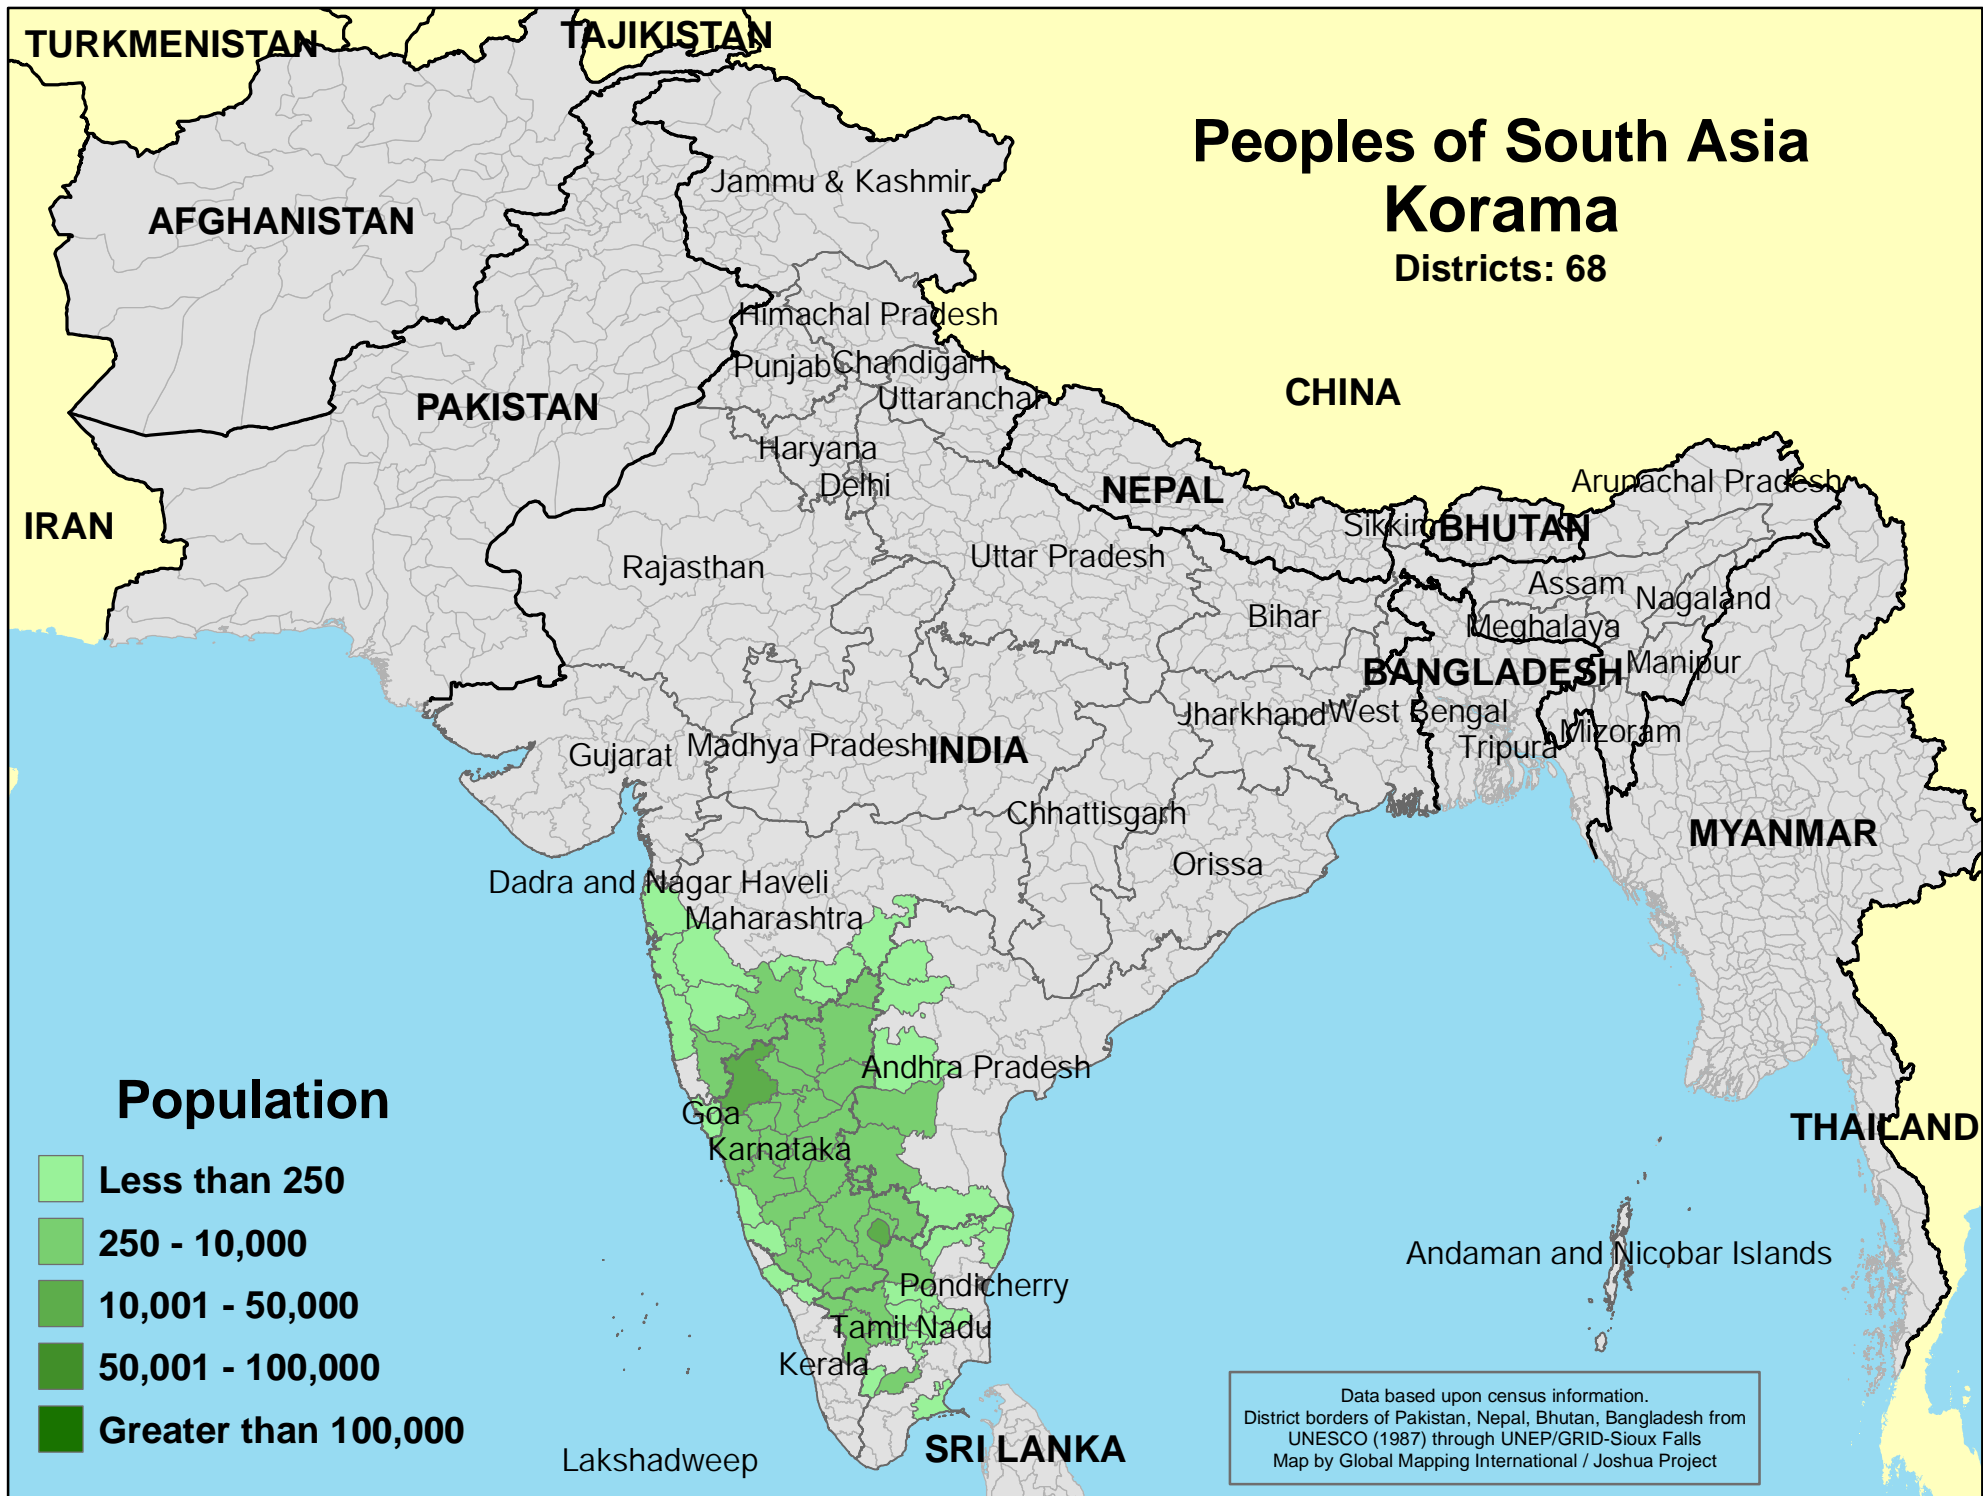 TURKMENISTAN
TAJIKISTAN
Peoples of South Asia
Korama
Districts: 68
Jammu & Kashmir
AFGHANISTAN
Himachal Pradesh
Punjab
Chandigarh
Uttaranchal
CHINA
PAKISTAN
Haryana
Delhi
NEPAL
Arunachal Pradesh
IRAN
Sikkim
BHUTAN
Rajasthan
Uttar Pradesh
Assam
Nagaland
Bihar
Meghalaya
BANGLADESH
Manipur
Jharkhand
West Bengal
Gujarat
Madhya Pradesh
INDIA
Tripura
Mizoram
Chhattisgarh
MYANMAR
Orissa
Dadra and Nagar Haveli
Maharashtra
Andhra Pradesh
Goa
Karnataka
THAILAND
Andaman and Nicobar Islands
Pondicherry
Tamil Nadu
Kerala
SRI LANKA
Lakshadweep
Population
Less than 250
250 - 10,000
10,001 - 50,000
50,001 - 100,000
Greater than 100,000
Data based upon census information.
District borders of Pakistan, Nepal, Bhutan, Bangladesh from
UNESCO (1987) through UNEP/GRID-Sioux Falls
Map by Global Mapping International / Joshua Project